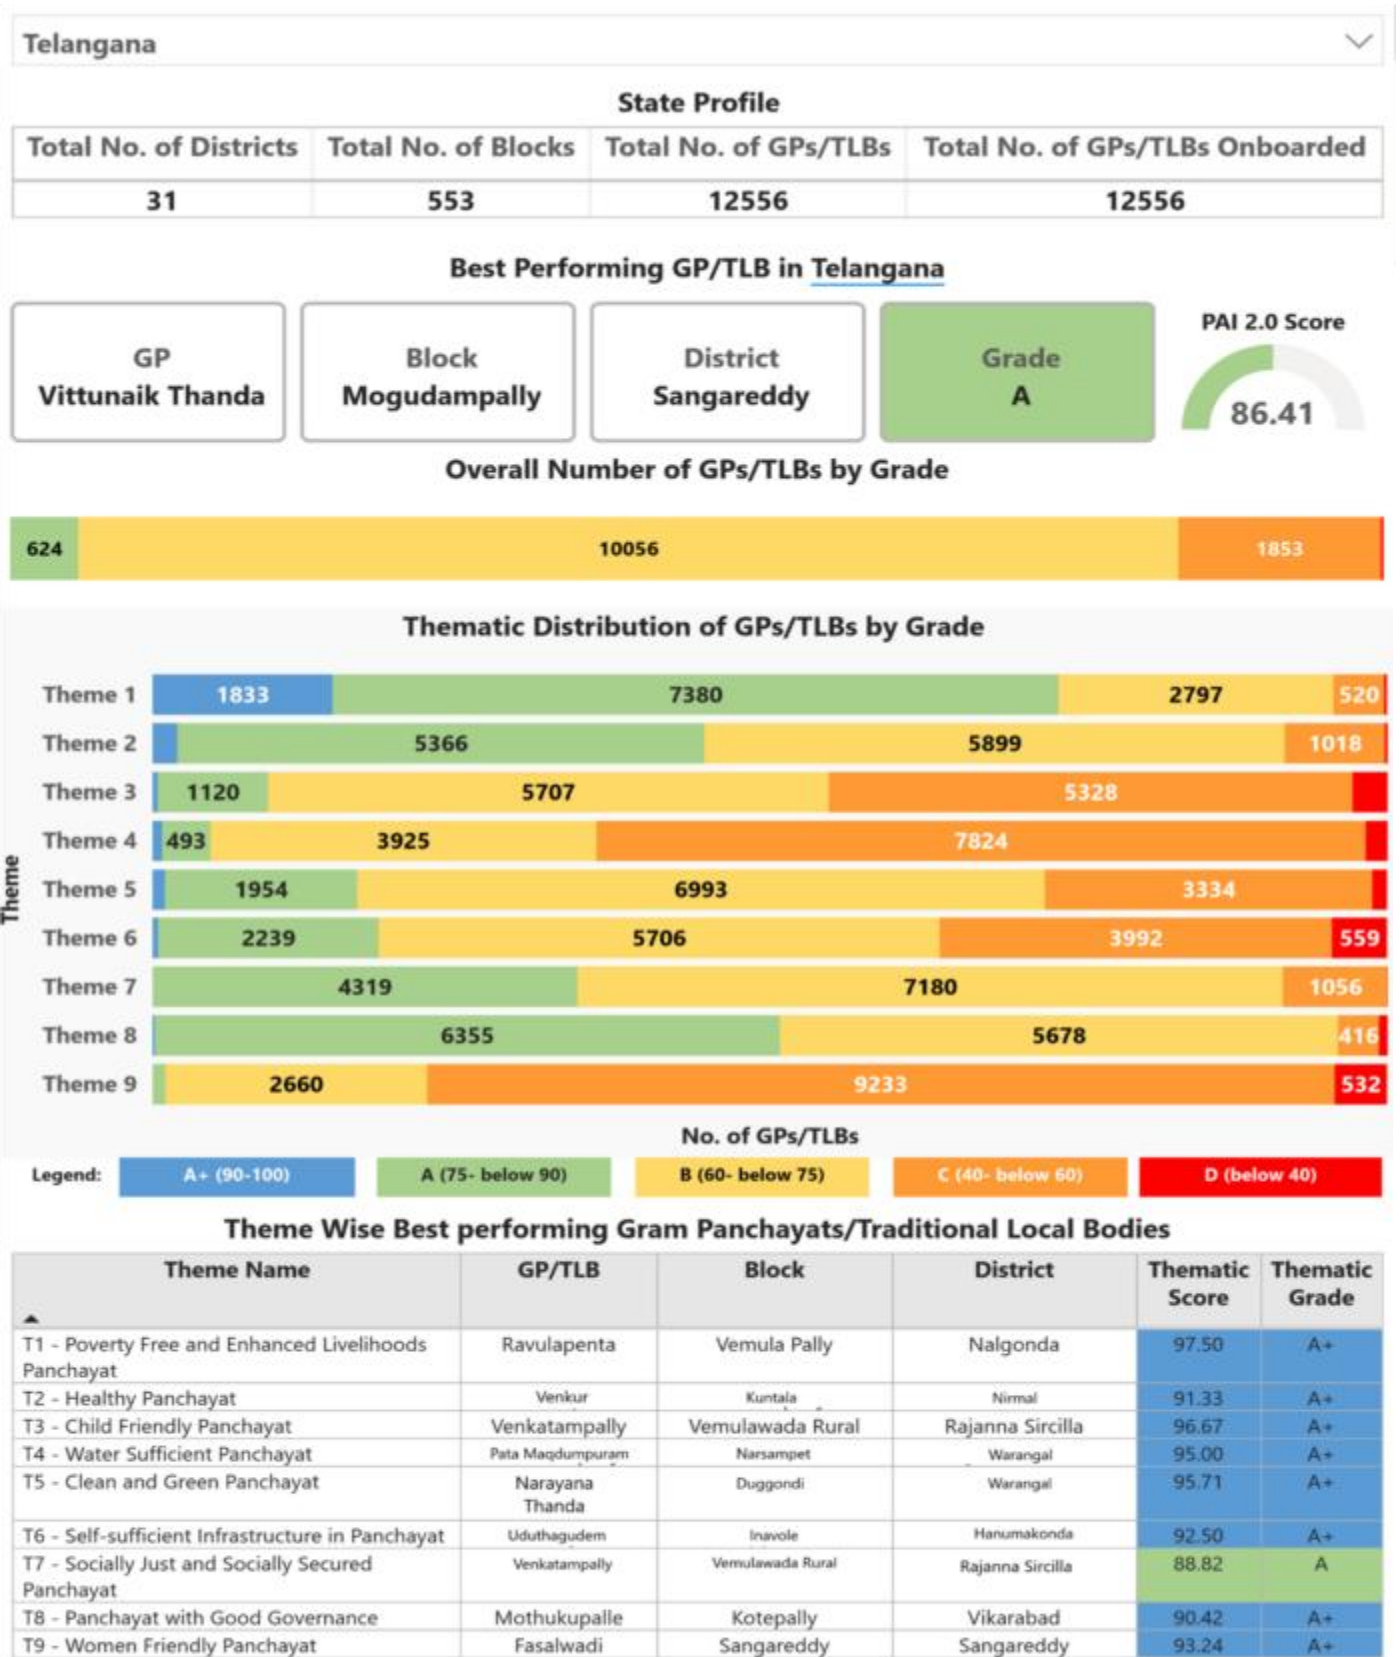 Telangana
State Profile
Total No. of Districts Total No. of Blocks Total No. of GPs/TLBs Total No. of GPs/TLBs Onboarded
31 553 12556 12556
Best Performing GP/TLB in Telangana
GP Block District Grade PAI 2.0 Score
Vittunaik Thanda Mogudampally Sangareddy A 86.41
Overall Number of GPs/TLBs by Grade
624 10056 1853
Thematic Distribution of GPs/TLBs by Grade
Theme
Theme 1 1833 7380 2797 520
Theme 2 5366 5899 1018
Theme 3 1120 5707 5328
Theme 4 493 3925 7824
Theme 5 1954 6993 3334
Theme 6 2239 5706 3992 559
Theme 7 4319 7180 1056
Theme 8 6355 5678 416
Theme 9 2660 9233 532
No. of GPs/TLBs
Legend: A+ (90-100) A (75- below 90) B (60- below 75) C (40- below 60) D (below 40)
Theme Wise Best performing Gram Panchayats/Traditional Local Bodies
Theme Name GP/TLB Block District Thematic Thematic
Score Grade
T1 - Poverty Free and Enhanced Livelihoods Ravulapenta Vemula Pally Nalgonda 97.50 A+
Panchayat
T2 - Healthy Panchayat Venkur Kuntala Nirmal 91.33 A+
T3 - Child Friendly Panchayat Venkatampally Vemulawada Rural Rajanna Sircilla 96.67 A+
T4 - Water Sufficient Panchayat Pata Maqdumpuram Narsampet Warangal 95.00 A+
T5 - Clean and Green Panchayat Narayana Duggondi Warangal 95.71 A+
Thanda
T6 - Self-sufficient Infrastructure in Panchayat Uduthagudem Inavole Hanumakonda 92.50 A+
T7 - Socially Just and Socially Secured Venkatampally Vemulawada Rural Rajanna Sircilla 88.82 A
Panchayat
T8 - Panchayat with Good Governance Mothukupalle Kotepally Vikarabad 90.42 A+
T9 - Women Friendly Panchayat Fasalwadi Sangareddy Sangareddy 93.24 A+